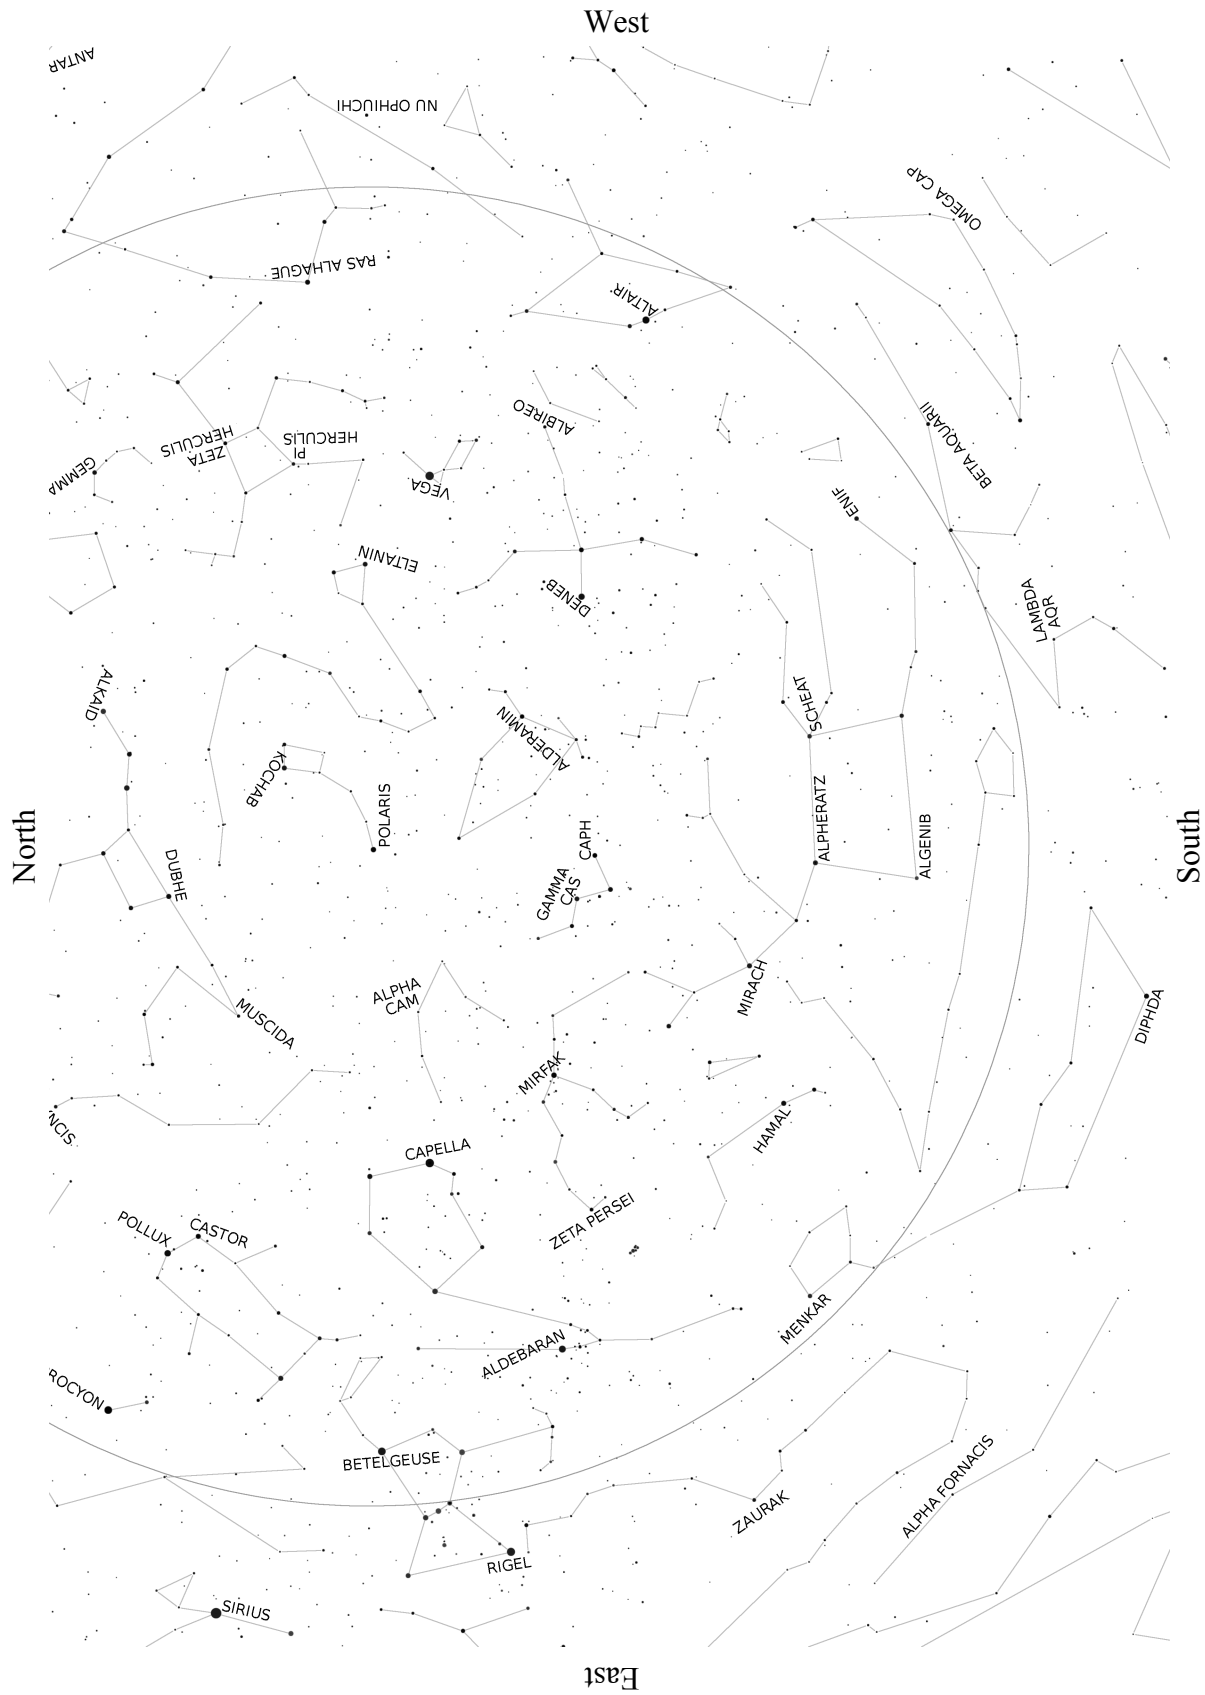 West
ANTAR
NU OPHIUCHI
OMEGA CAP
RAS ALHAGUE
ALTAIR
ALBIREO
BETA AQUARII
ZETA
HERCULIS
PI
HERCULIS
GEMMA
VEGA
ENIF
ELTANIN
DENEB
LAMBDA
AQR
ALKAID
SCHEAT
ALDERAMIN
KOCHAB
POLARIS
ALPHERATZ
CAPH
ALGENIB
North
South
DUBHE
GAMMA
CAS
MIRACH
ALPHA
CAM
MUSCIDA
DIPHDA
MIRFAK
NCIS
HAMAL
CAPELLA
ZETA PERSEI
POLLUX
CASTOR
MENKAR
ALDEBARAN
ROCYON
BETELGEUSE
ALPHA FORNACIS
ZAURAK
RIGEL
SIRIUS
East